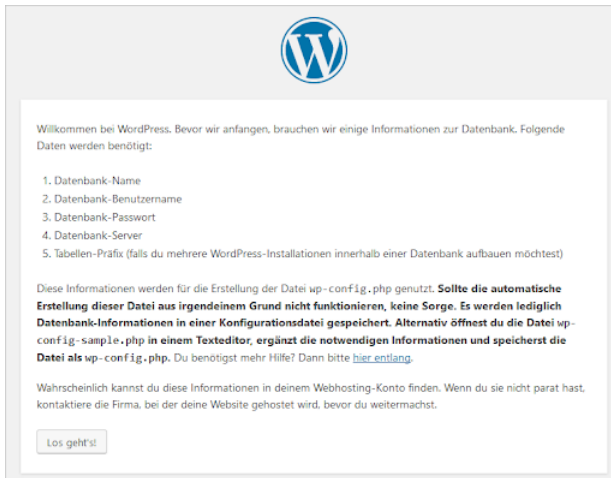 Willkommen bei WordPress. Bevor wir anfangen, brauchen wir einige Informationen zur Datenbank. Folgende
Daten werden benötigt:
1. Datenbank-Name
2. Datenbank-Benutzername
3. Datenbank-Passwort
4. Datenbank-Server
5. Tabellen-Präfix (falls du mehrere WordPress-Installationen innerhalb einer Datenbank aufbauen möchtest)
Diese Informationen werden für die Erstellung der Datei wp-config.php genutzt. Sollte die automatische
Erstellung dieser Datei aus irgendeinem Grund nicht funktionieren, keine Sorge. Es werden lediglich
Datenbank-Informationen in einer Konfigurationsdatei gespeichert. Alternativ öffnest du die Datei wp-
config-sample.php in einem Texteditor, ergänzt die notwendigen Informationen und speicherst die
Datei als wp-config.php. Du benötigst mehr Hilfe? Dann bitte hier entlang.
Wahrscheinlich kannst du diese Informationen in deinem Webhosting-Konto finden. Wenn du sie nicht parat hast,
kontaktiere die Firma, bei der deine Website gehostet wird, bevor du weitermachst.
Los geht's!